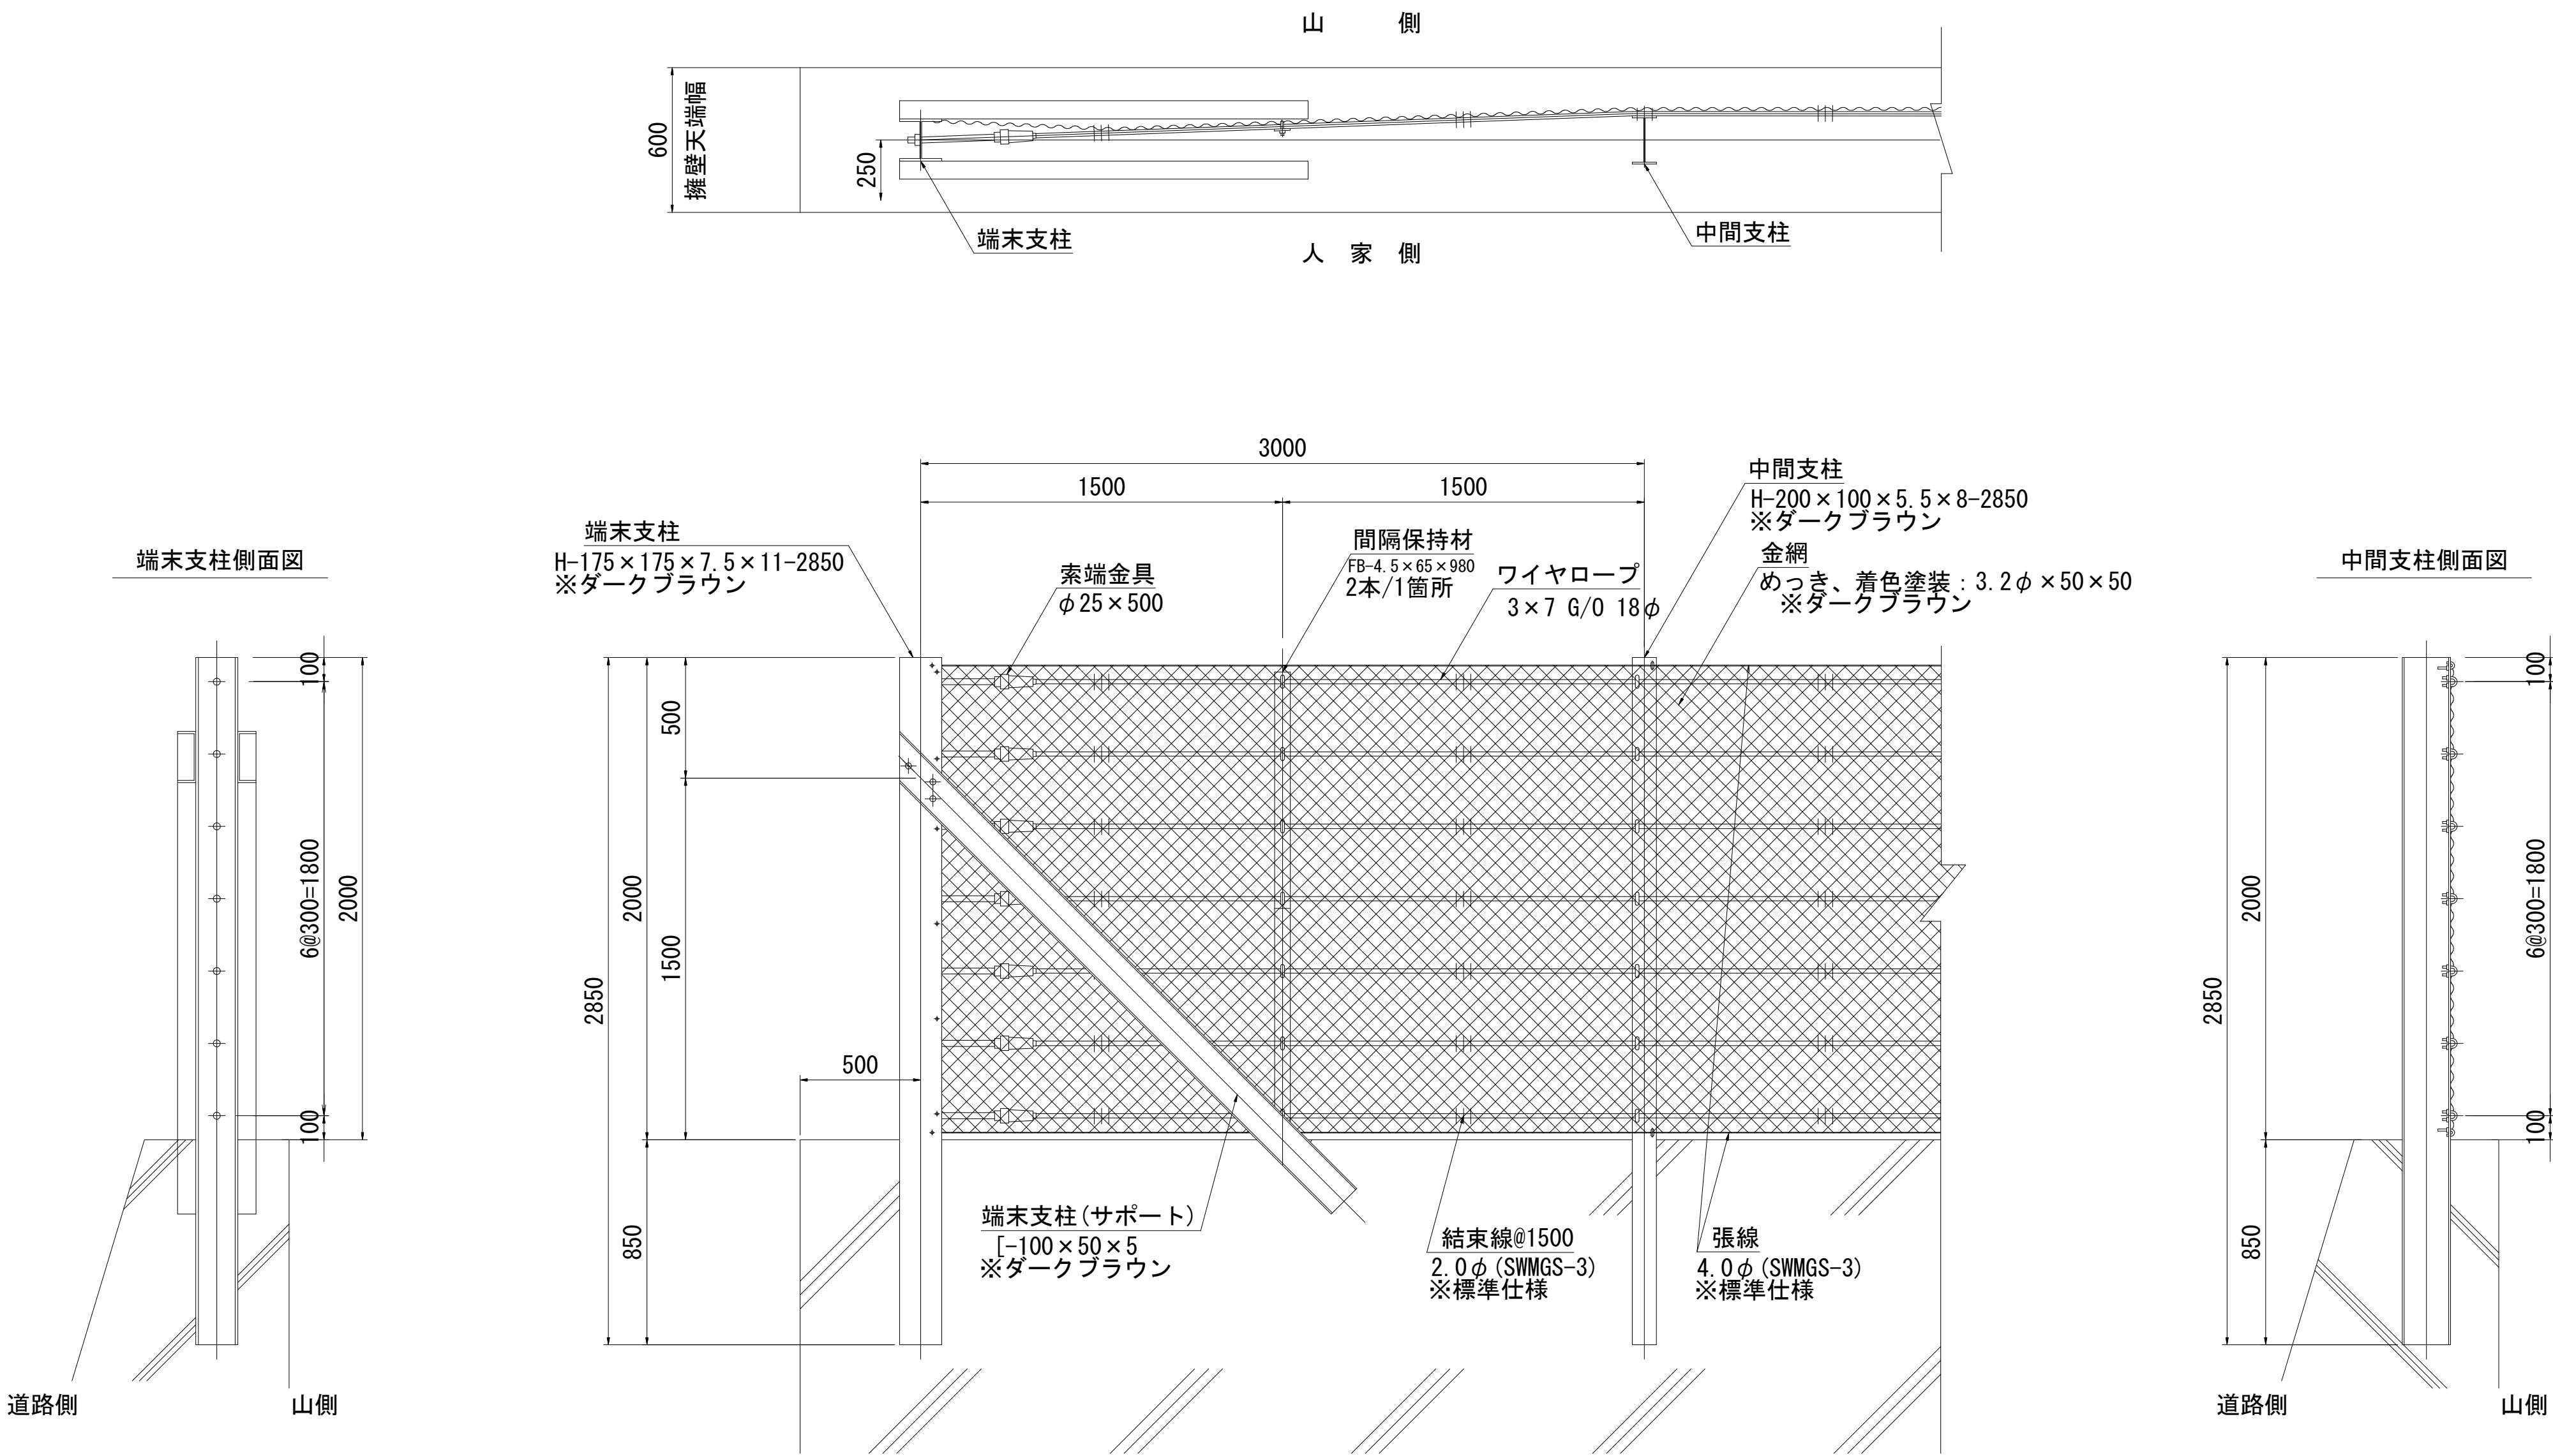 山　側
600
擁壁天端幅
250
端末支柱
中間支柱
人　家　側
3000
1500
1500
中間支柱
H-200×100×5.5×8-2850
※ダークブラウン
端末支柱
H-175×175×7.5×11-2850
※ダークブラウン
索端金具
φ25×500
間隔保持材
FB-4.5×65×980
2本/1箇所
ワイヤロープ
3×7 G/O 18φ
金網
めっき、着色塗装：3.2φ×50×50
※ダークブラウン
端末支柱側面図
100
6@300=1800
2000
100
道路側
山側
2850
2000
850
500
1500
500
端末支柱(サポート)
[-100×50×5
※ダークブラウン
結束線@1500
2.0φ(SWMGS-3)
※標準仕様
張線
4.0φ(SWMGS-3)
※標準仕様
中間支柱側面図
100
6@300=1800
100
2850
2000
850
道路側
山側